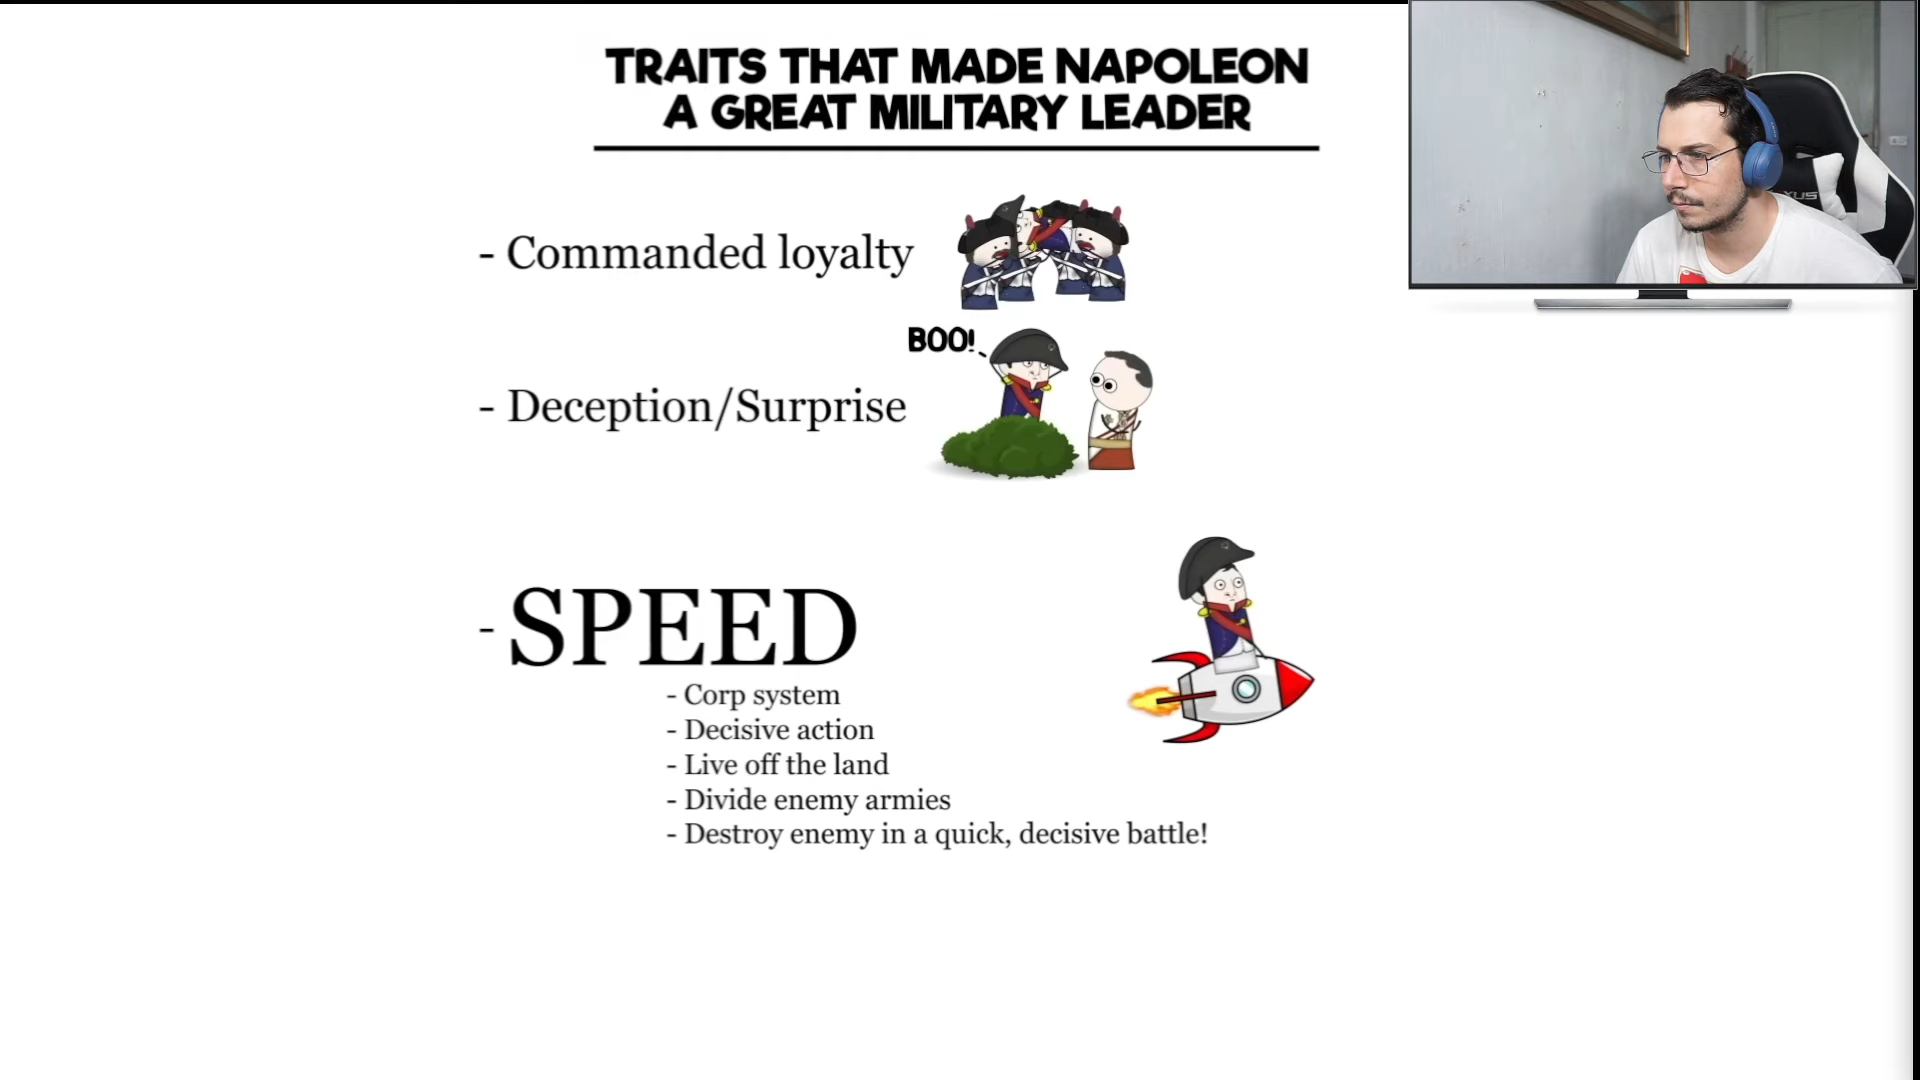 TRAITS THAT MADE NAPOLEON
A GREAT MILITARY LEADER
- Commanded loyalty
BOO!
- Deception/Surprise
- SPEED
- Corp system
- Decisive action
- Live off the land
- Divide enemy armies
- Destroy enemy in a quick, decisive battle!